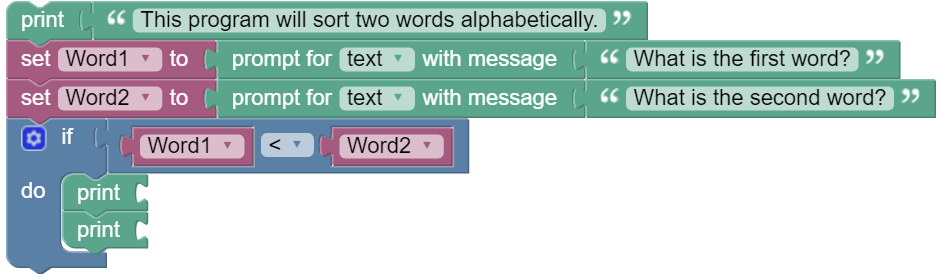 print “ This program will sort two words alphabetically. ”
set Word1 to prompt for text with message “ What is the first word? ”
set Word2 to prompt for text with message “ What is the second word? ”
if Word1 < Word2
do print
print